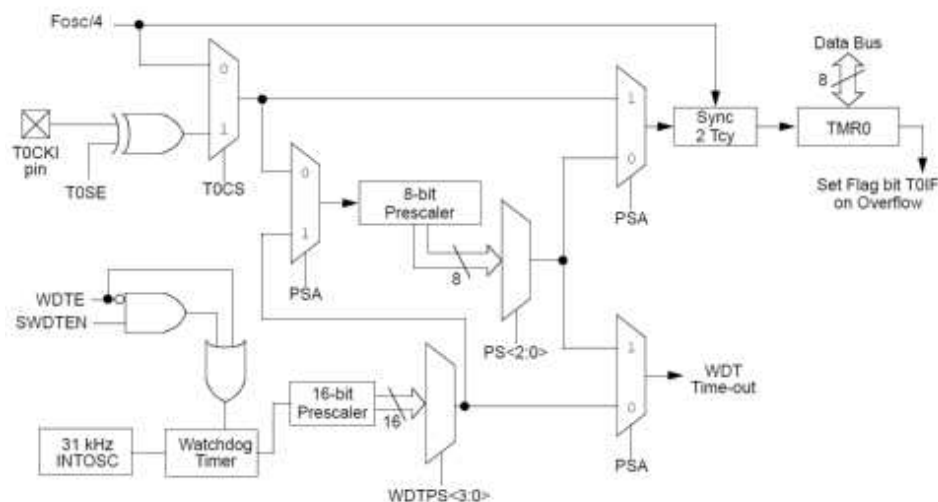 Fosc/4
Data Bus
8
0
1
T0CKI
pin
T0SE
T0CS
0
1
PSA
8-bit
Prescaler
8
PS<2:0>
1
0
PSA
Sync
2 Tcy
TMR0
Set Flag bit T0IF
on Overflow
WDTE
SWDTEN
31 kHz
INTOSC
Watchdog
Timer
16-bit
Prescaler
16
WDTPS<3:0>
1
0
PSA
WDT
Time-out